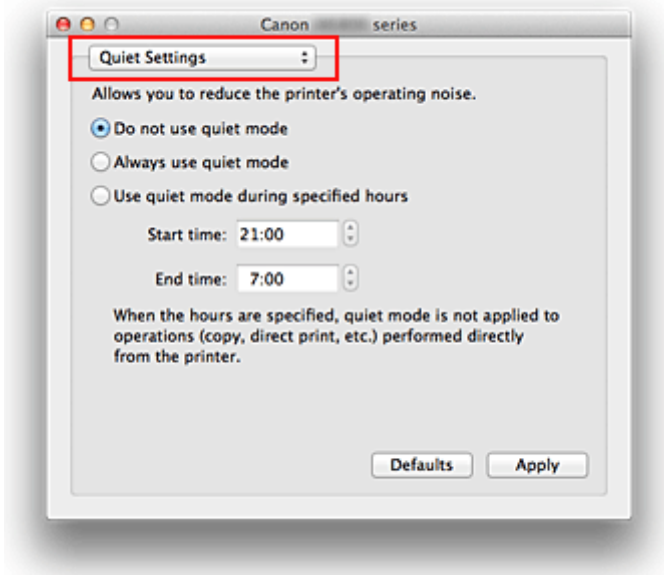 Canon series
Quiet Settings
Allows you to reduce the printer's operating noise.
Do not use quiet mode
Always use quiet mode
Use quiet mode during specified hours
Start time: 21:00
End time: 7:00
When the hours are specified, quiet mode is not applied to
operations (copy, direct print, etc.) performed directly
from the printer.
Defaults Apply